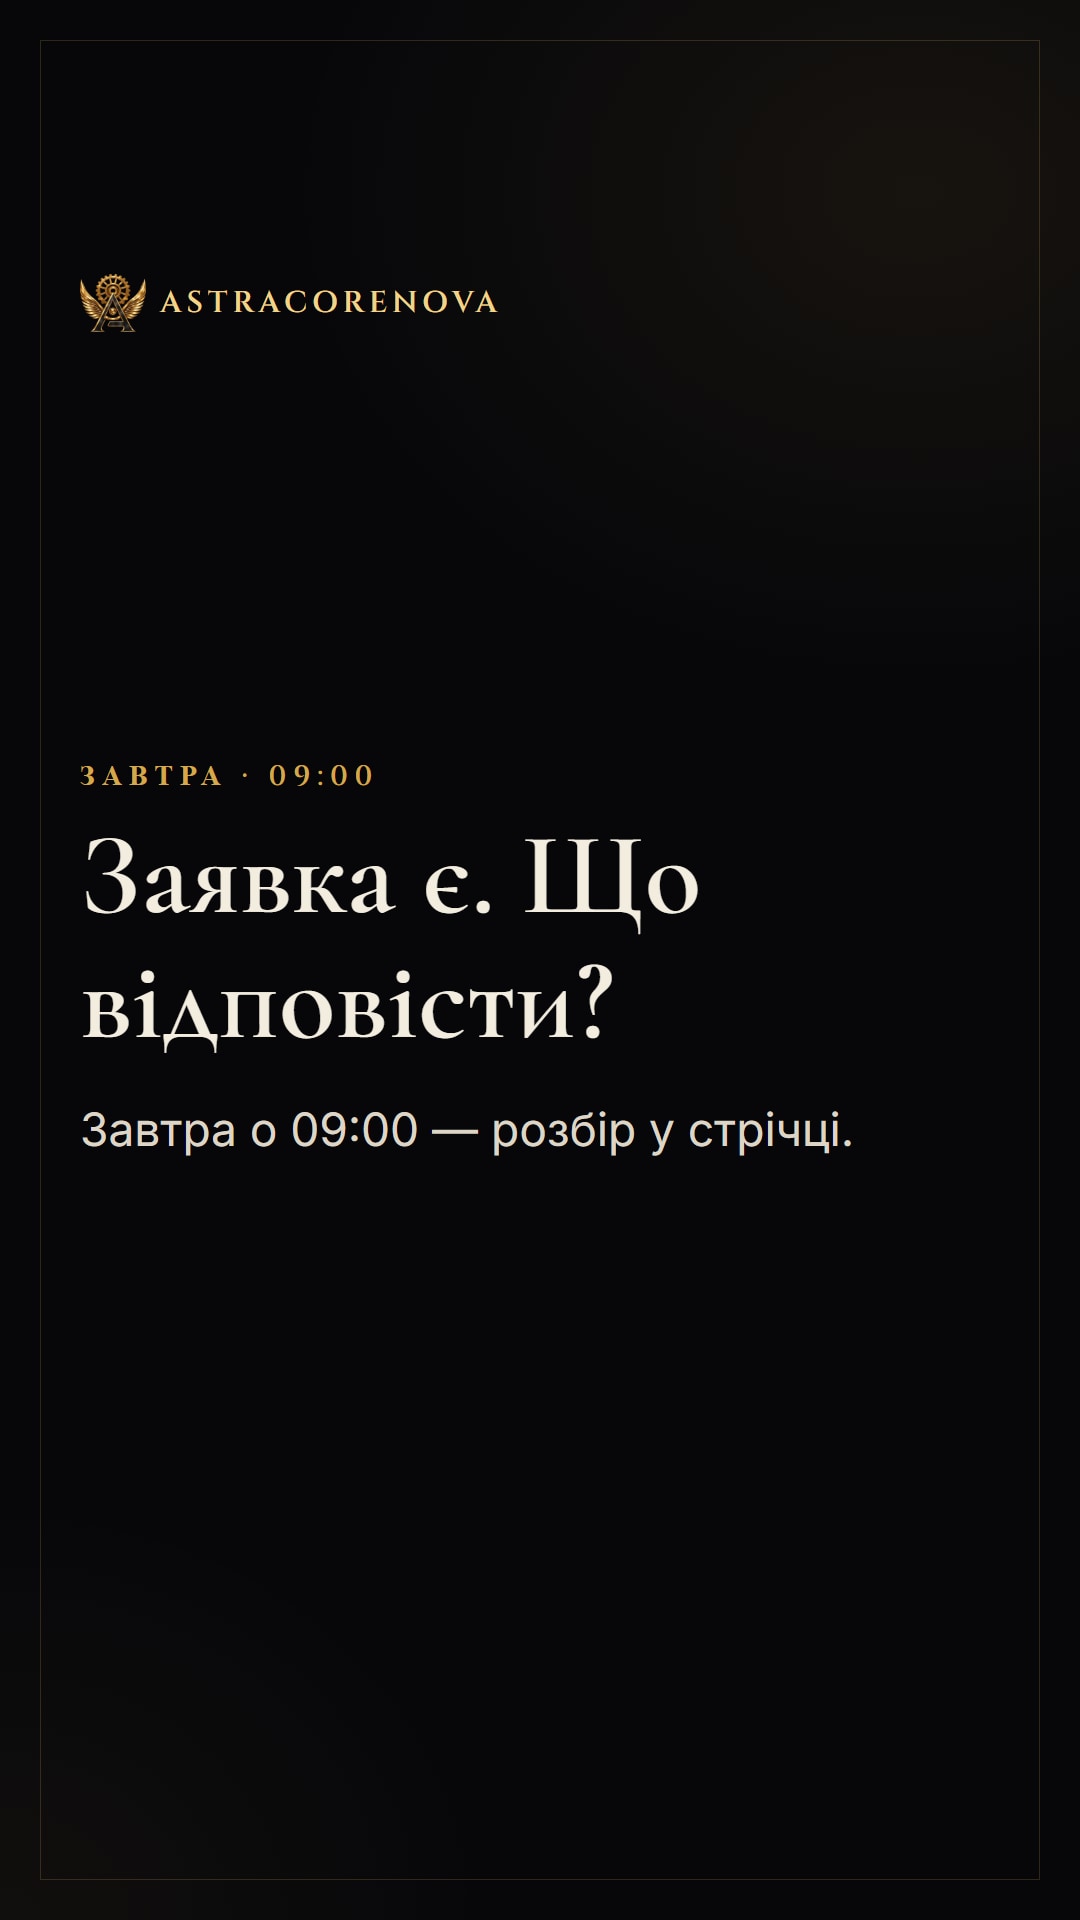 ASTRACORENOVA
ЗАВТРА · 09:00
Заявка є. Що
відповісти?
Завтра о 09:00 — розбір у стрічці.